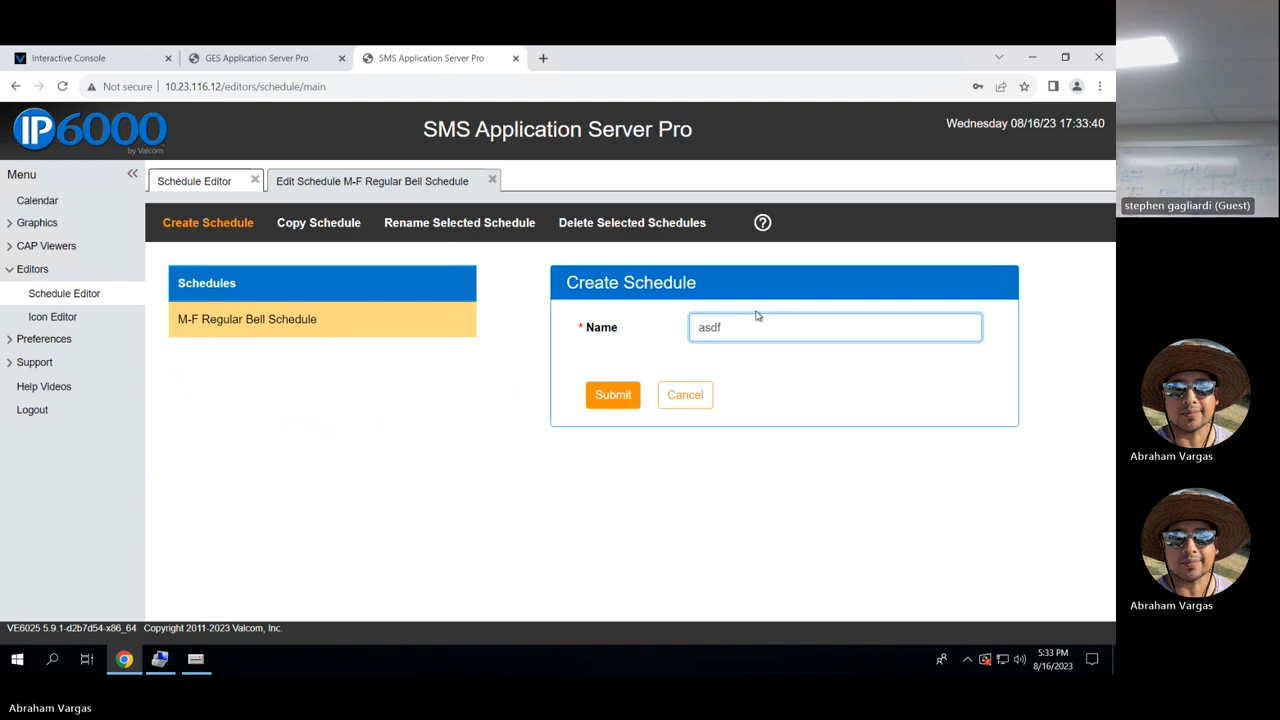 Interactive Console
GES Application Server Pro
SMS Application Server Pro
Not secure
10.23.116.12/editors/schedule/main
IP6000
by Valcom
SMS Application Server Pro
Wednesday 08/16/23 17:33:40
Menu
Schedule Editor
Edit Schedule M-F Regular Bell Schedule
Calendar
Graphics
CAP Viewers
Editors
Schedule Editor
Icon Editor
Preferences
Support
Help Videos
Logout
Create Schedule
Copy Schedule
Rename Selected Schedule
Delete Selected Schedules
?
Schedules
M-F Regular Bell Schedule
Create Schedule
* Name
asdf
Submit
Cancel
VE6025 5.9.1-d2b7d54-x86_64 Copyright 2011-2023 Valcom, Inc.
5:33 PM
8/16/2023
stephen gagliardi (Guest)
Abraham Vargas
Abraham Vargas
Abraham Vargas